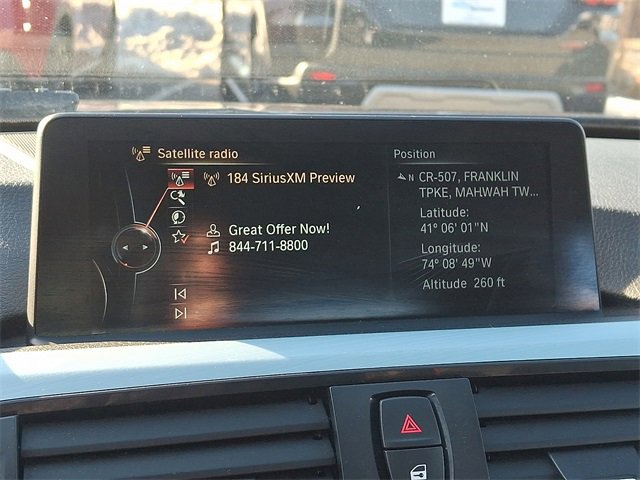 Satellite radio
184 SiriusXM Preview
Great Offer Now!
844-711-8800
Position
N CR-507, FRANKLIN
TPKE, MAHWAH TW...
Latitude:
41° 06' 01"N
Longitude:
74° 08' 49"W
Altitude 260 ft